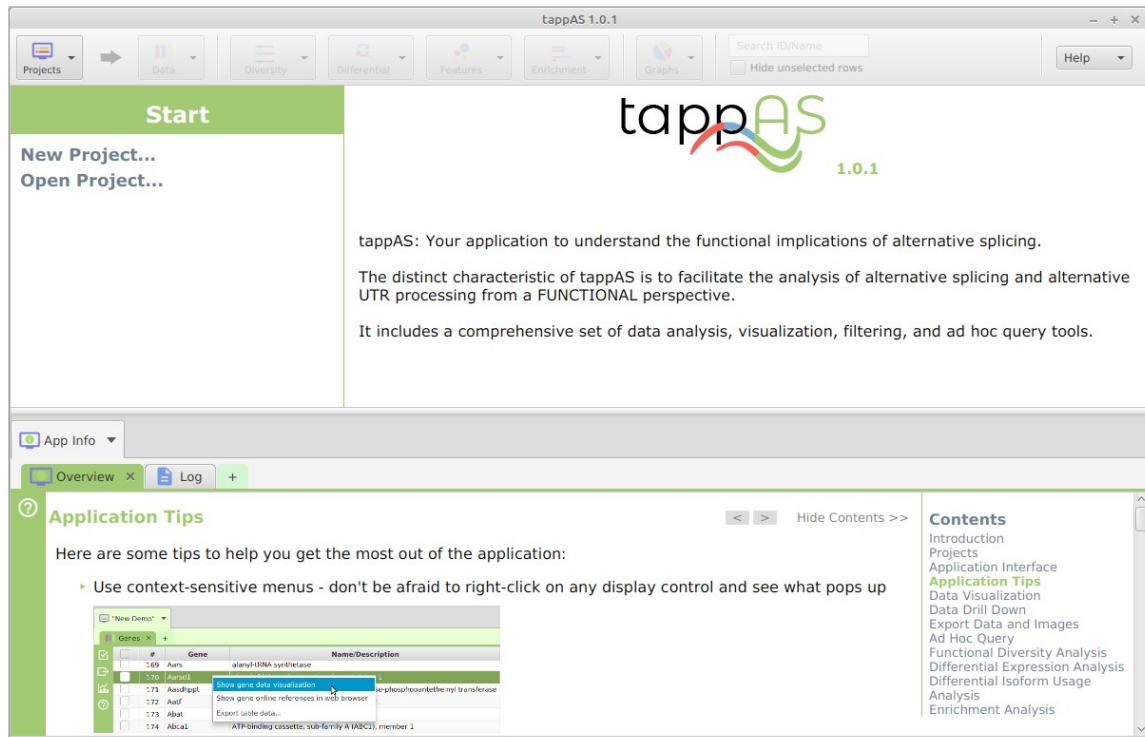 tappAS 1.0.1
Projects
Data
Diversity
Differential
Features
Enrichment
Graphs
Search ID/Name
Hide unselected rows
Help
Start
New Project...
Open Project...
tappAS
1.0.1
tappAS: Your application to understand the functional implications of alternative splicing.
The distinct characteristic of tappAS is to facilitate the analysis of alternative splicing and alternative
UTR processing from a FUNCTIONAL perspective.
It includes a comprehensive set of data analysis, visualization, filtering, and ad hoc query tools.
App Info
Overview
Log
+
Application Tips
< > Hide Contents >>
Here are some tips to help you get the most out of the application:
Use context-sensitive menus - don't be afraid to right-click on any display control and see what pops up
"New Demo"
Genes × +
# Gene Name/Description
169 Aars alanyl-tRNA synthetase
170 Aarsd1 1
Show gene data visualization
171 Aasdhppt se-phosphopantetheinyl transferase
Show gene online references in web browser
172 Aatf
173 Abat
Export table data...
174 Abca1 ATP-binding cassette, sub-family A (ABC1), member 1
Contents
Introduction
Projects
Application Interface
Application Tips
Data Visualization
Data Drill Down
Export Data and Images
Ad Hoc Query
Functional Diversity Analysis
Differential Expression Analysis
Differential Isoform Usage
Analysis
Enrichment Analysis